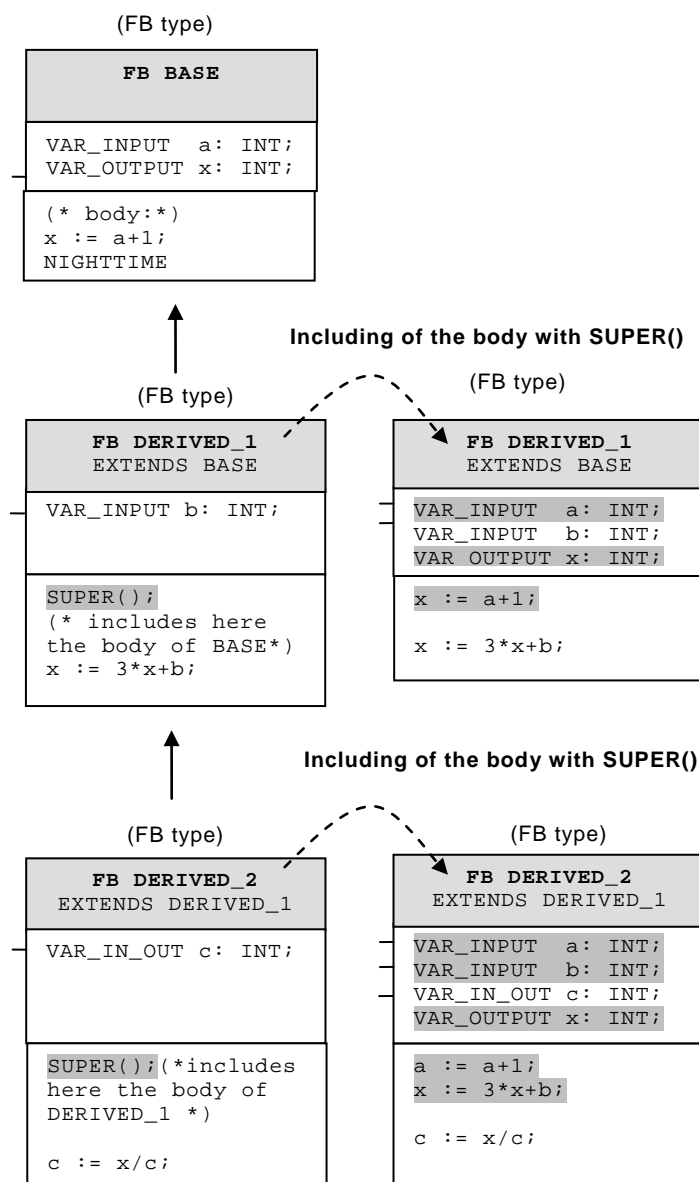 (FB type)
FB BASE
VAR_INPUT a: INT;
VAR_OUTPUT x: INT;
(* body:*)
x := a+1;
NIGHTTIME
Including of the body with SUPER()
(FB type)
FB DERIVED_1
EXTENDS BASE
VAR_INPUT b: INT;
SUPER();
(* includes here
the body of BASE*)
x := 3*x+b;
(FB type)
FB DERIVED_1
EXTENDS BASE
VAR_INPUT a: INT;
VAR_INPUT b: INT;
VAR OUTPUT x: INT;
x := a+1;
x := 3*x+b;
Including of the body with SUPER()
(FB type)
FB DERIVED_2
EXTENDS DERIVED_1
VAR_IN_OUT c: INT;
SUPER();(*includes
here the body of
DERIVED_1 *)
c := x/c;
(FB type)
FB DERIVED_2
EXTENDS DERIVED_1
VAR_INPUT a: INT;
VAR_INPUT b: INT;
VAR_IN_OUT c: INT;
VAR_OUTPUT x: INT;
a := a+1;
x := 3*x+b;
c := x/c;